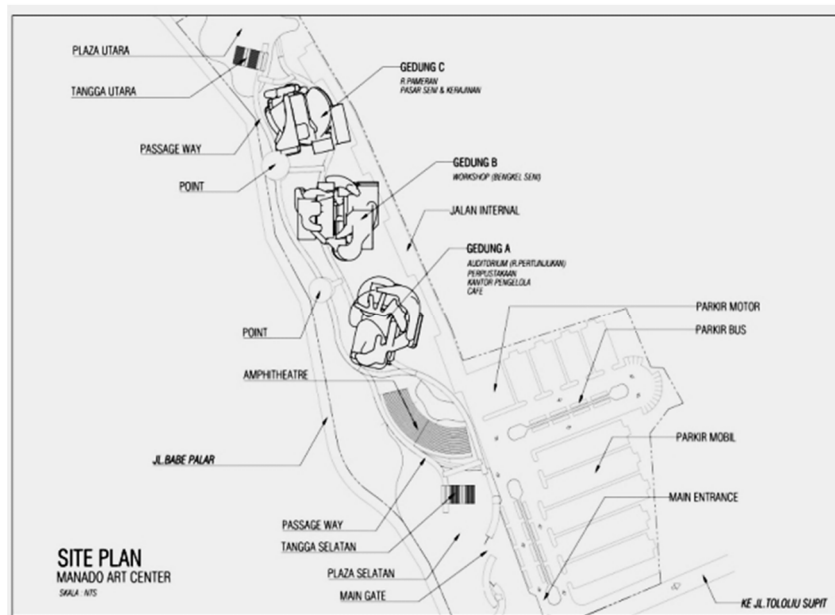 PLAZA UTARA
TANGGA UTARA
PASSAGE WAY
POINT
GEDUNG C
R.PAMERAN
PASAR SENI & KERAJINAN
GEDUNG B
WORKSHOP (BENGKEL SENI)
JALAN INTERNAL
GEDUNG A
AUDITORIUM (R.PERTUNJUKAN)
PERPUSTAKAAN
KANTOR PENGELOLA
CAFE
POINT
AMPHITHEATRE
JL.BABE PALAR
PARKIR MOTOR
PARKIR BUS
PARKIR MOBIL
MAIN ENTRANCE
PASSAGE WAY
TANGGA SELATAN
PLAZA SELATAN
MAIN GATE
KE JL.TOLOUU SUPIT
SITE PLAN
MANADO ART CENTER
SKALA : NTS